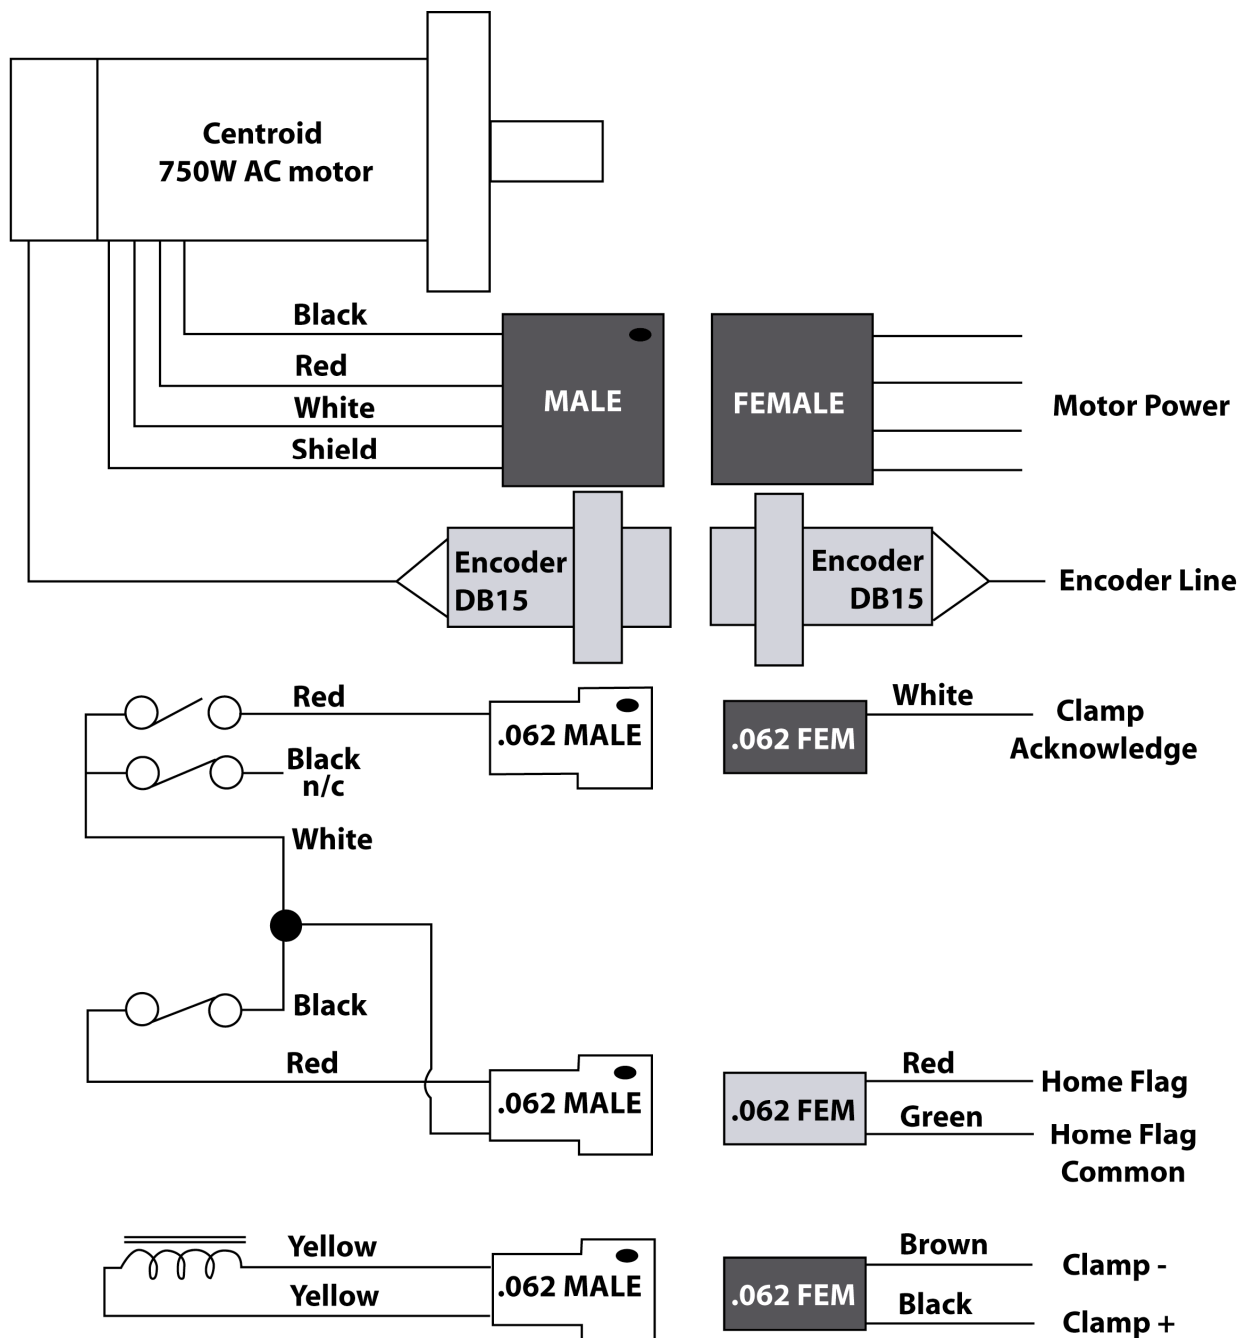 Centroid
750W AC motor
Black
Red
White
Shield
MALE
FEMALE
Motor Power
Encoder
DB15
Encoder
DB15
Encoder Line
Red
.062 MALE
.062 FEM
White
Clamp
Acknowledge
Black
n/c
White
Black
Red
.062 MALE
.062 FEM
Red
Home Flag
Green
Home Flag
Common
Yellow
Yellow
.062 MALE
.062 FEM
Brown
Clamp -
Black
Clamp +